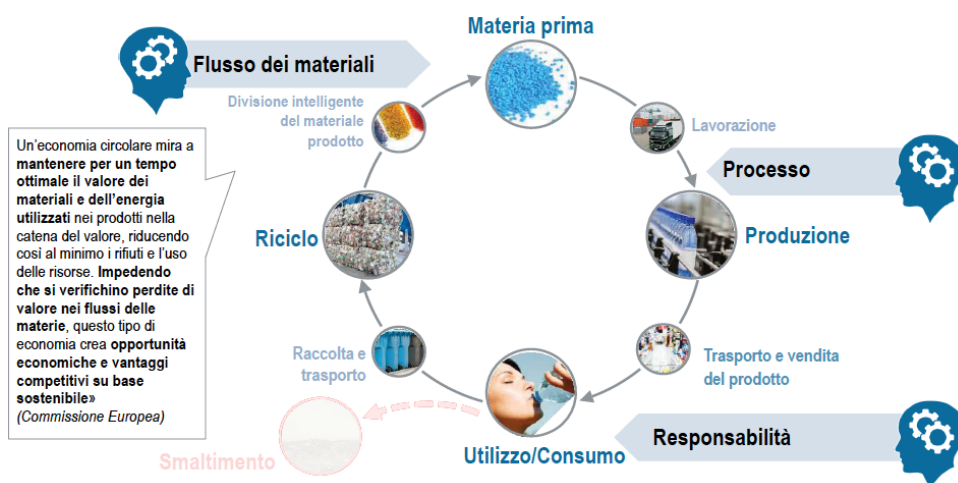 Materia prima
Flusso dei materiali
Divisione intelligente
del materiale
prodotto
Lavorazione
Un’economia circolare mira a
mantenere per un tempo
ottimale il valore dei
materiali e dell’energia
utilizzati nei prodotti nella
catena del valore, riducendo
così al minimo i rifiuti e l’uso
delle risorse. Impedendo
che si verifichino perdite di
valore nei flussi delle
materie, questo tipo di
economia crea opportunità
economiche e vantaggi
competitivi su base
sostenibile»
(Commissione Europea)
Processo
Riciclo
Produzione
Raccolta e
trasporto
Trasporto e vendita
del prodotto
Responsabilità
Utilizzo/Consumo
Smaltimento